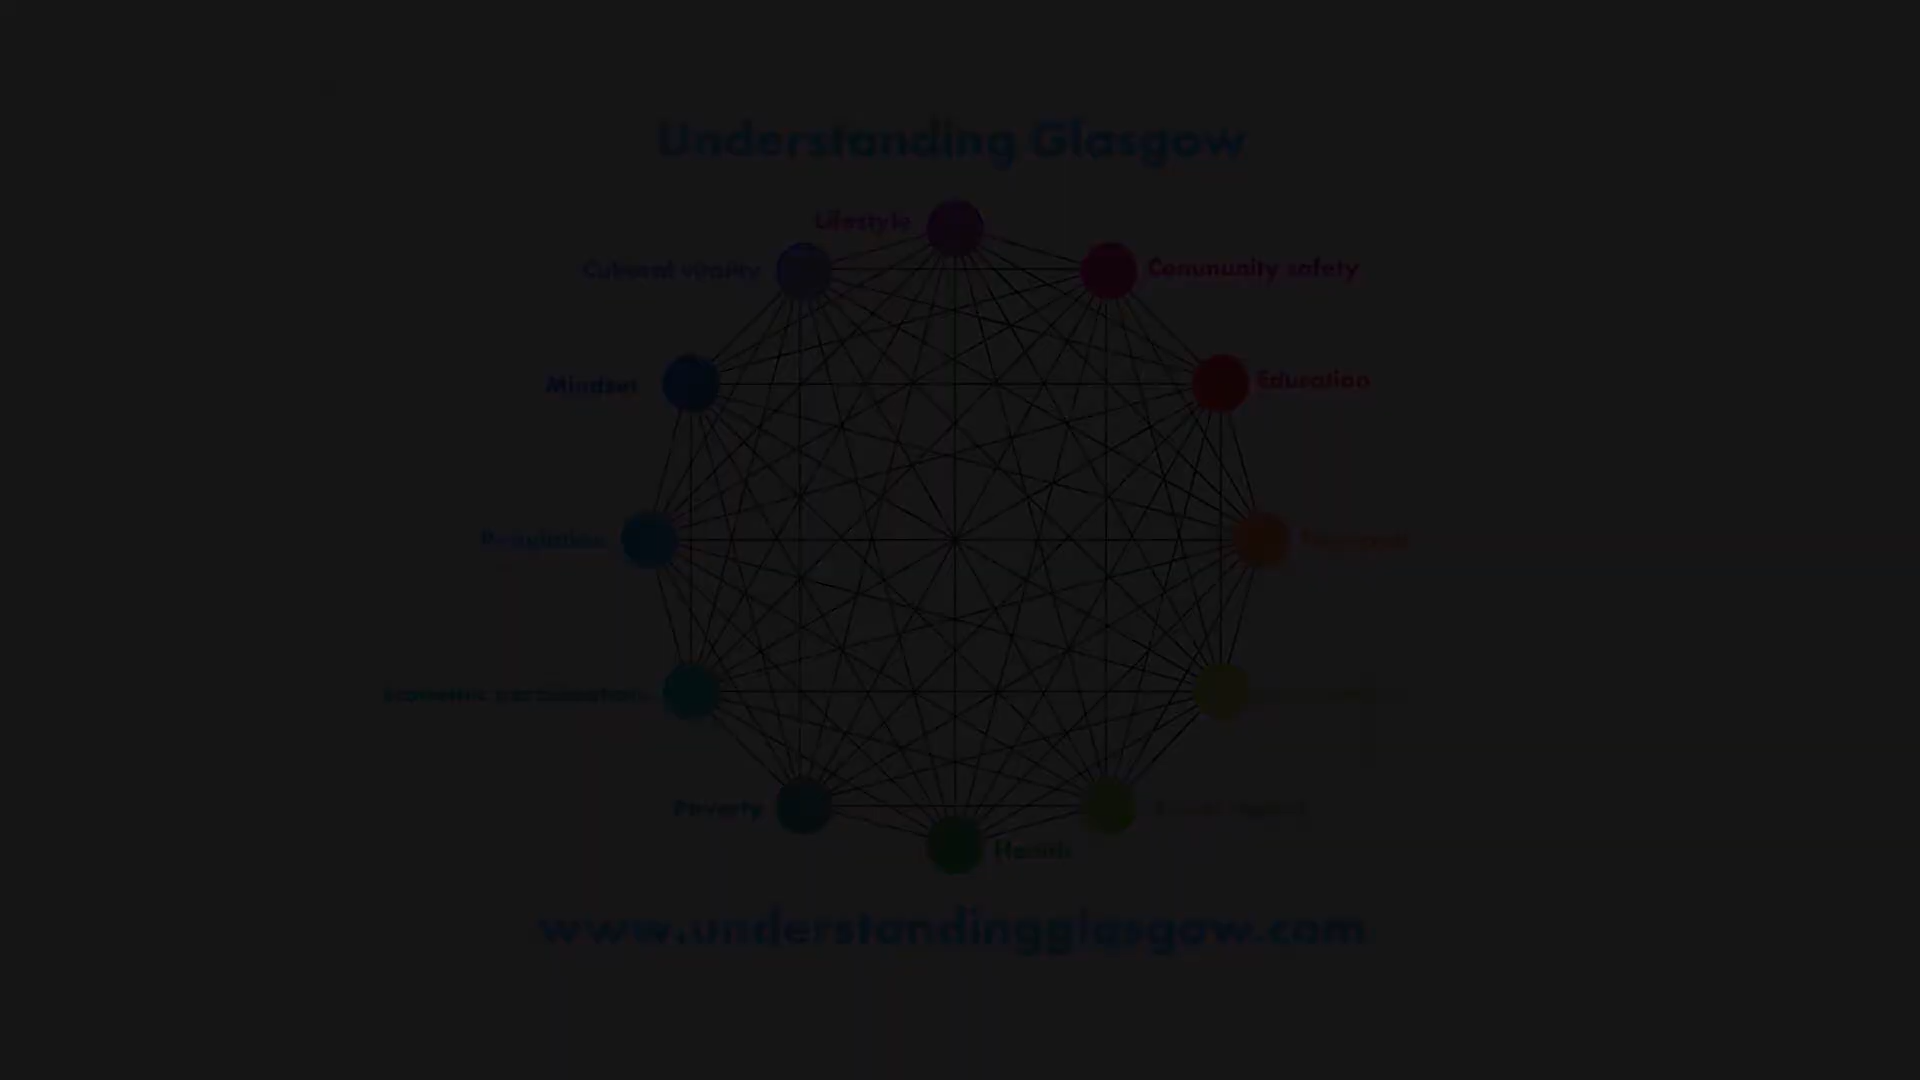 Understanding Glasgow
Lifestyle
Cultural vitality
Community safety
Mindset
Education
Population
Economic participation
Poverty
Health
www.understandingglasgow.com